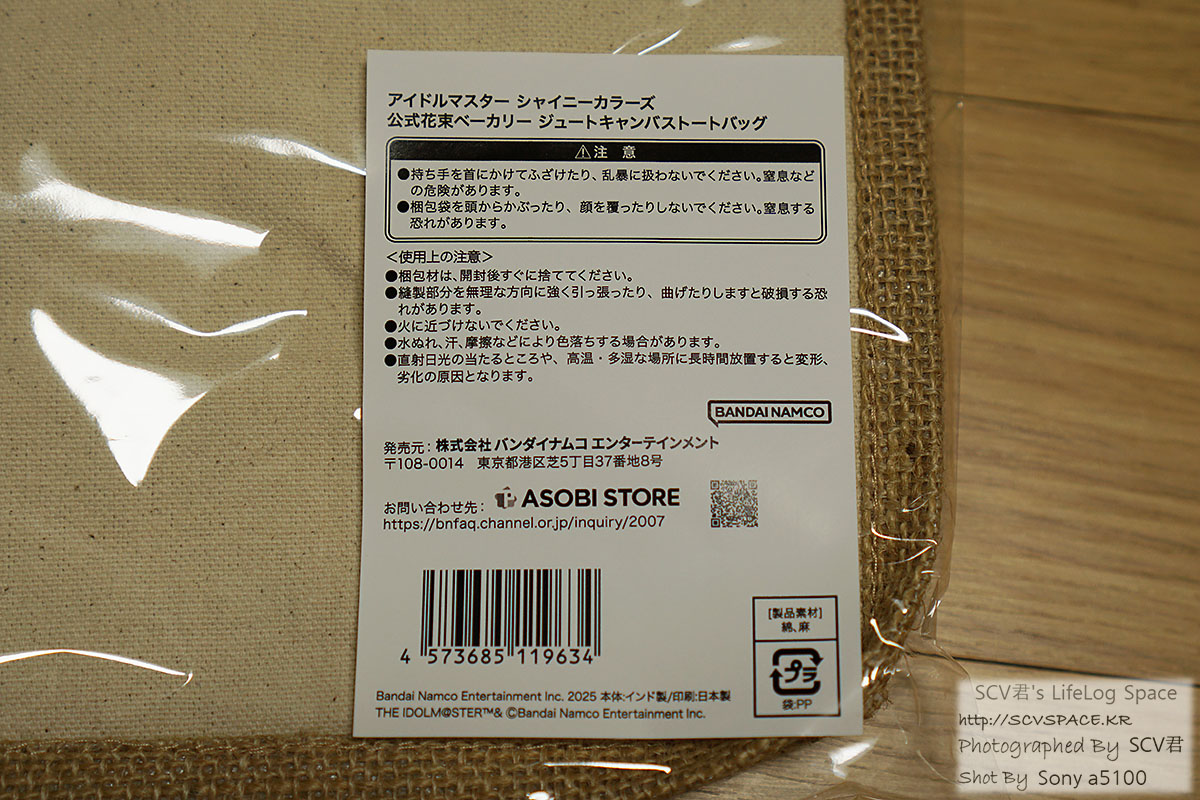 アイドルマスター シャイニーカラーズ
公式花束ベーカリー ジュートキャンバストートバッグ
⚠注 意
●持ち手を首にかけてふざけたり、乱暴に扱わないでください。窒息など
の危険があります。
●梱包袋を頭からかぶったり、顔を覆ったりしないでください。窒息する
恐れがあります。
＜使用上の注意＞
●梱包材は、開封後すぐに捨ててください。
●縫製部分を無理な方向に強く引っ張ったり、曲げたりしますと破損する恐
れがあります。
●火に近づけないでください。
●水ぬれ、汗、摩擦などにより色落ちする場合があります。
●直射日光の当たるところや、高温・多湿な場所に長時間放置すると変形、
劣化の原因となります。
BANDAI NAMCO
発売元：株式会社 バンダイナムコ エンターテインメント
〒108-0014 東京都港区芝5丁目37番地8号
お問い合わせ先： ASOBI STORE
https://bnfaq.channel.or.jp/inquiry/2007
4 573685 119634
[製品素材]
綿、麻
プラ
袋:PP
Bandai Namco Entertainment Inc. 2025 本体:インド製/印刷:日本製
THE IDOLM@STER™& ©Bandai Namco Entertainment Inc.
SCV君's LifeLog Space
http://SCVSPACE.KR
Photographed By SCV君
Shot By Sony a5100